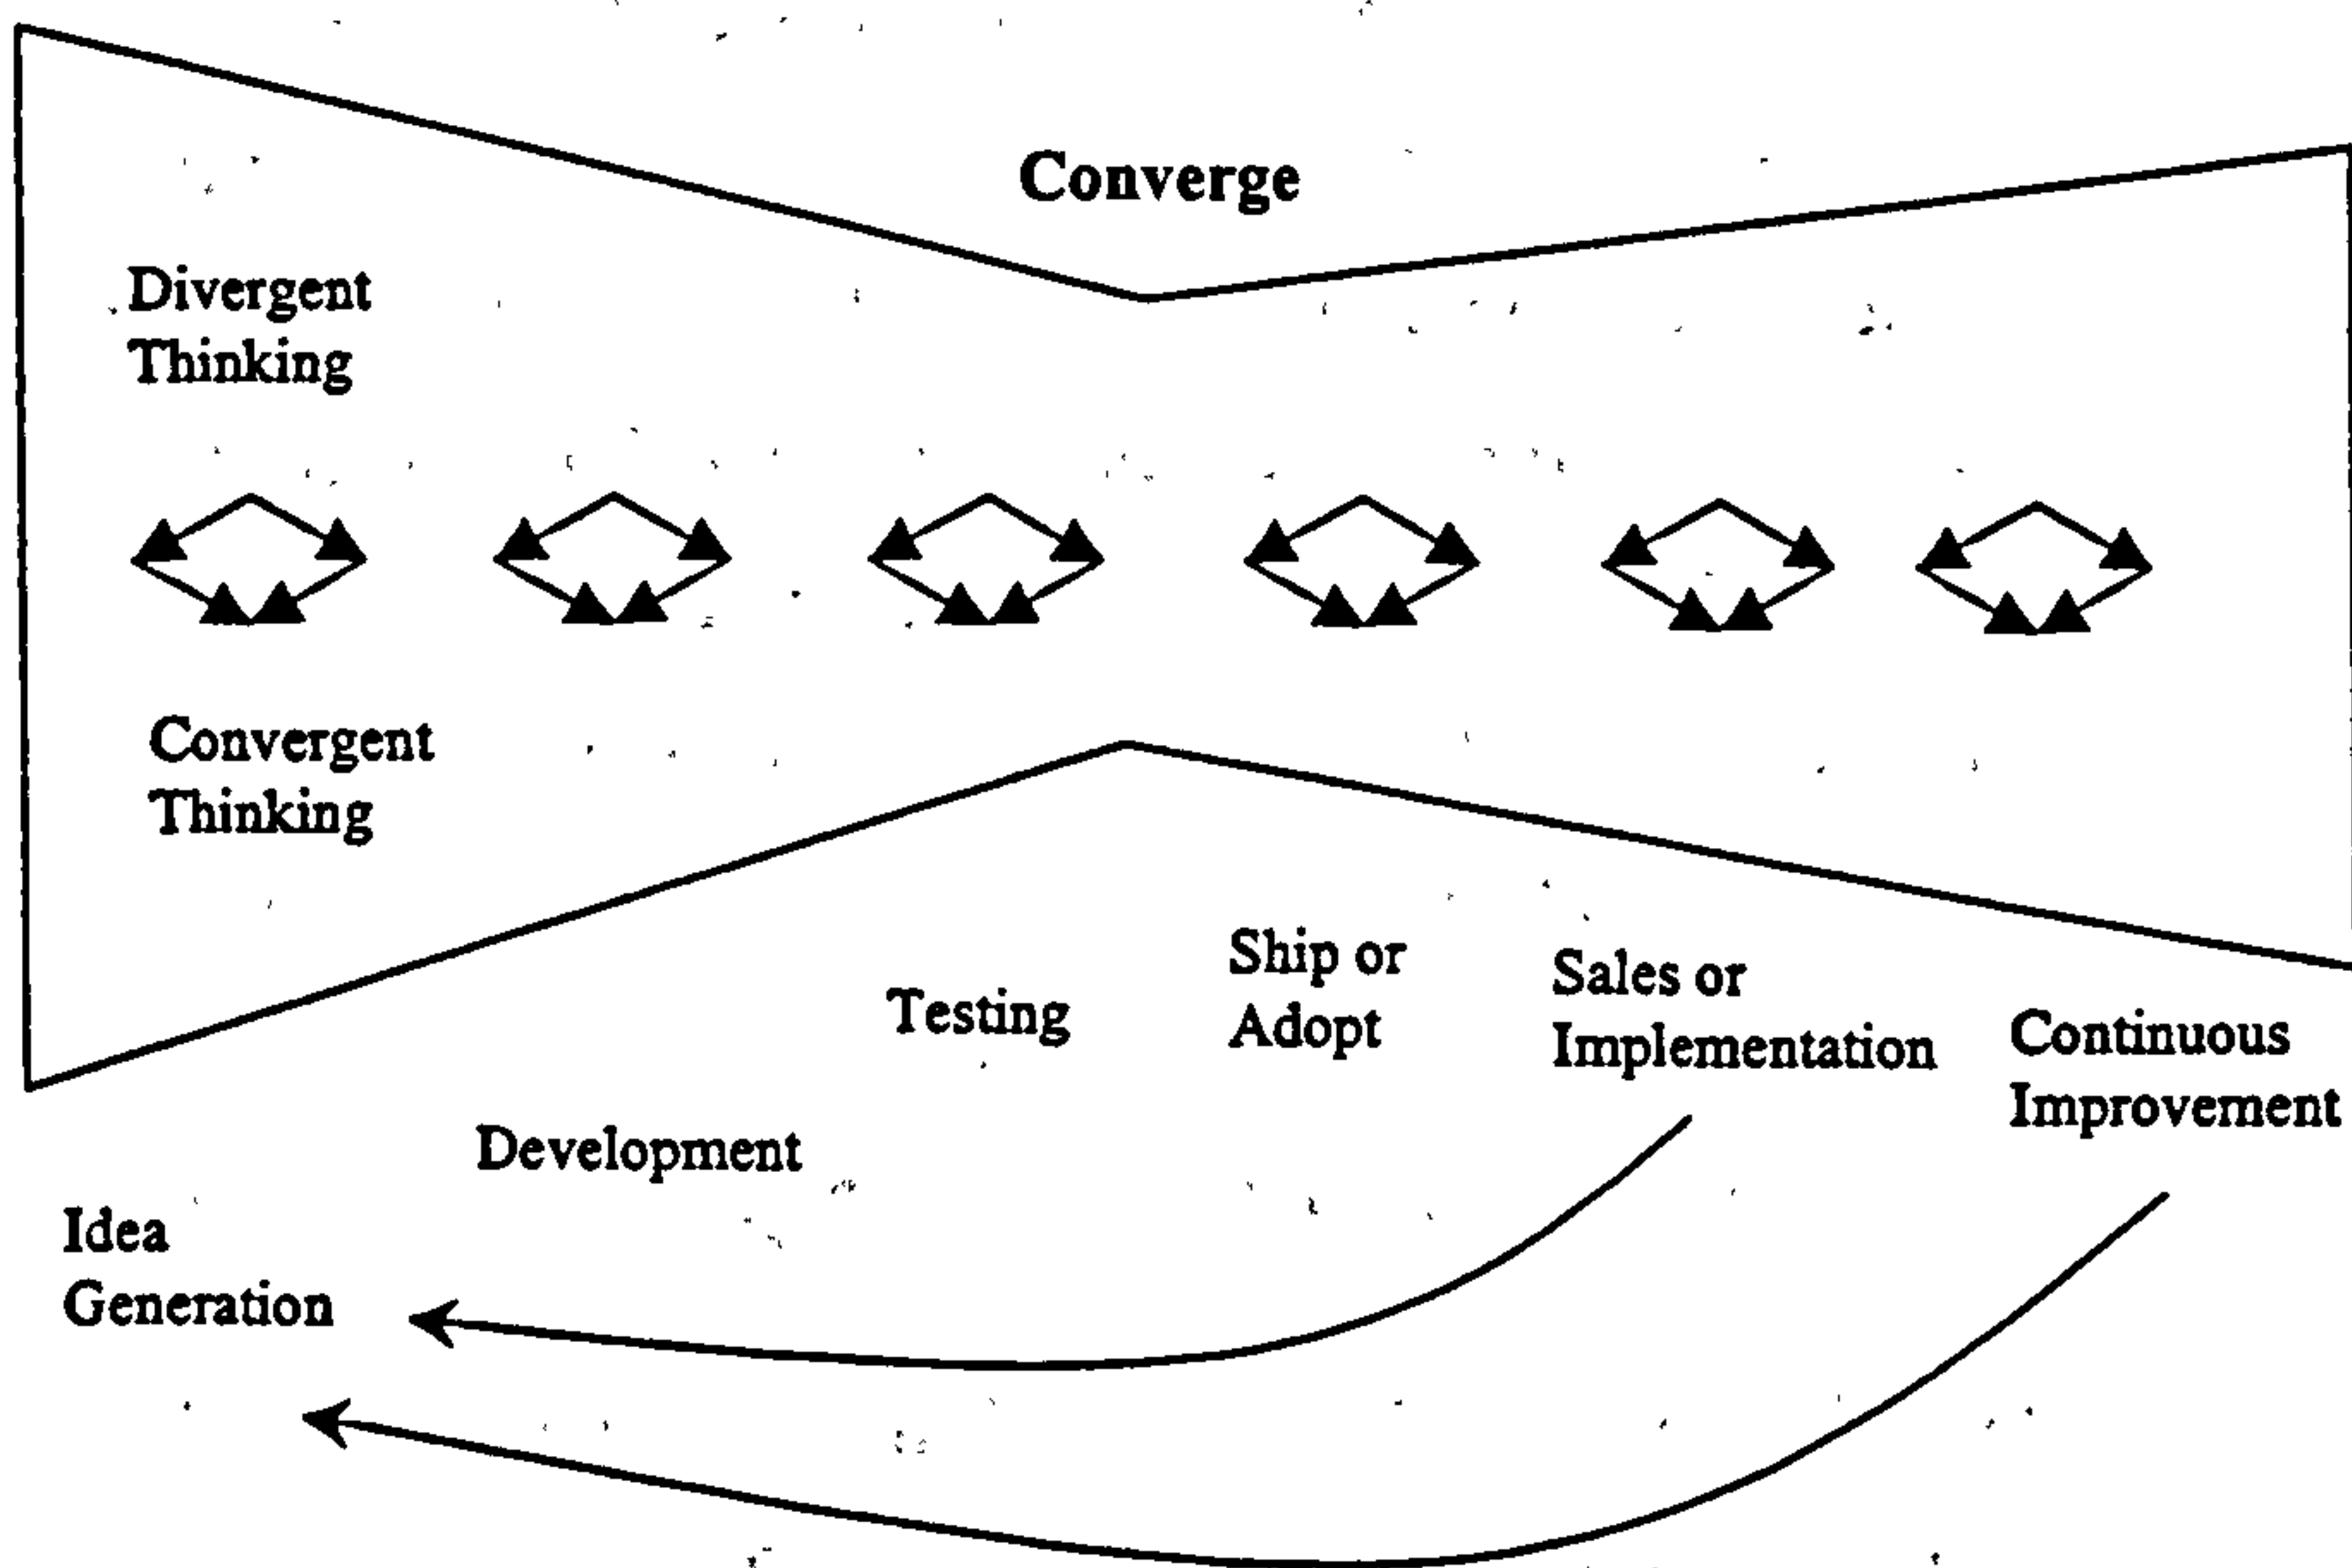 Converge
Divergent
Thinking
Convergent
Thinking
Ship or
Adopt
Sales or
Implementation
Testing
Continuous
Improvement
Development
Idea
Generation